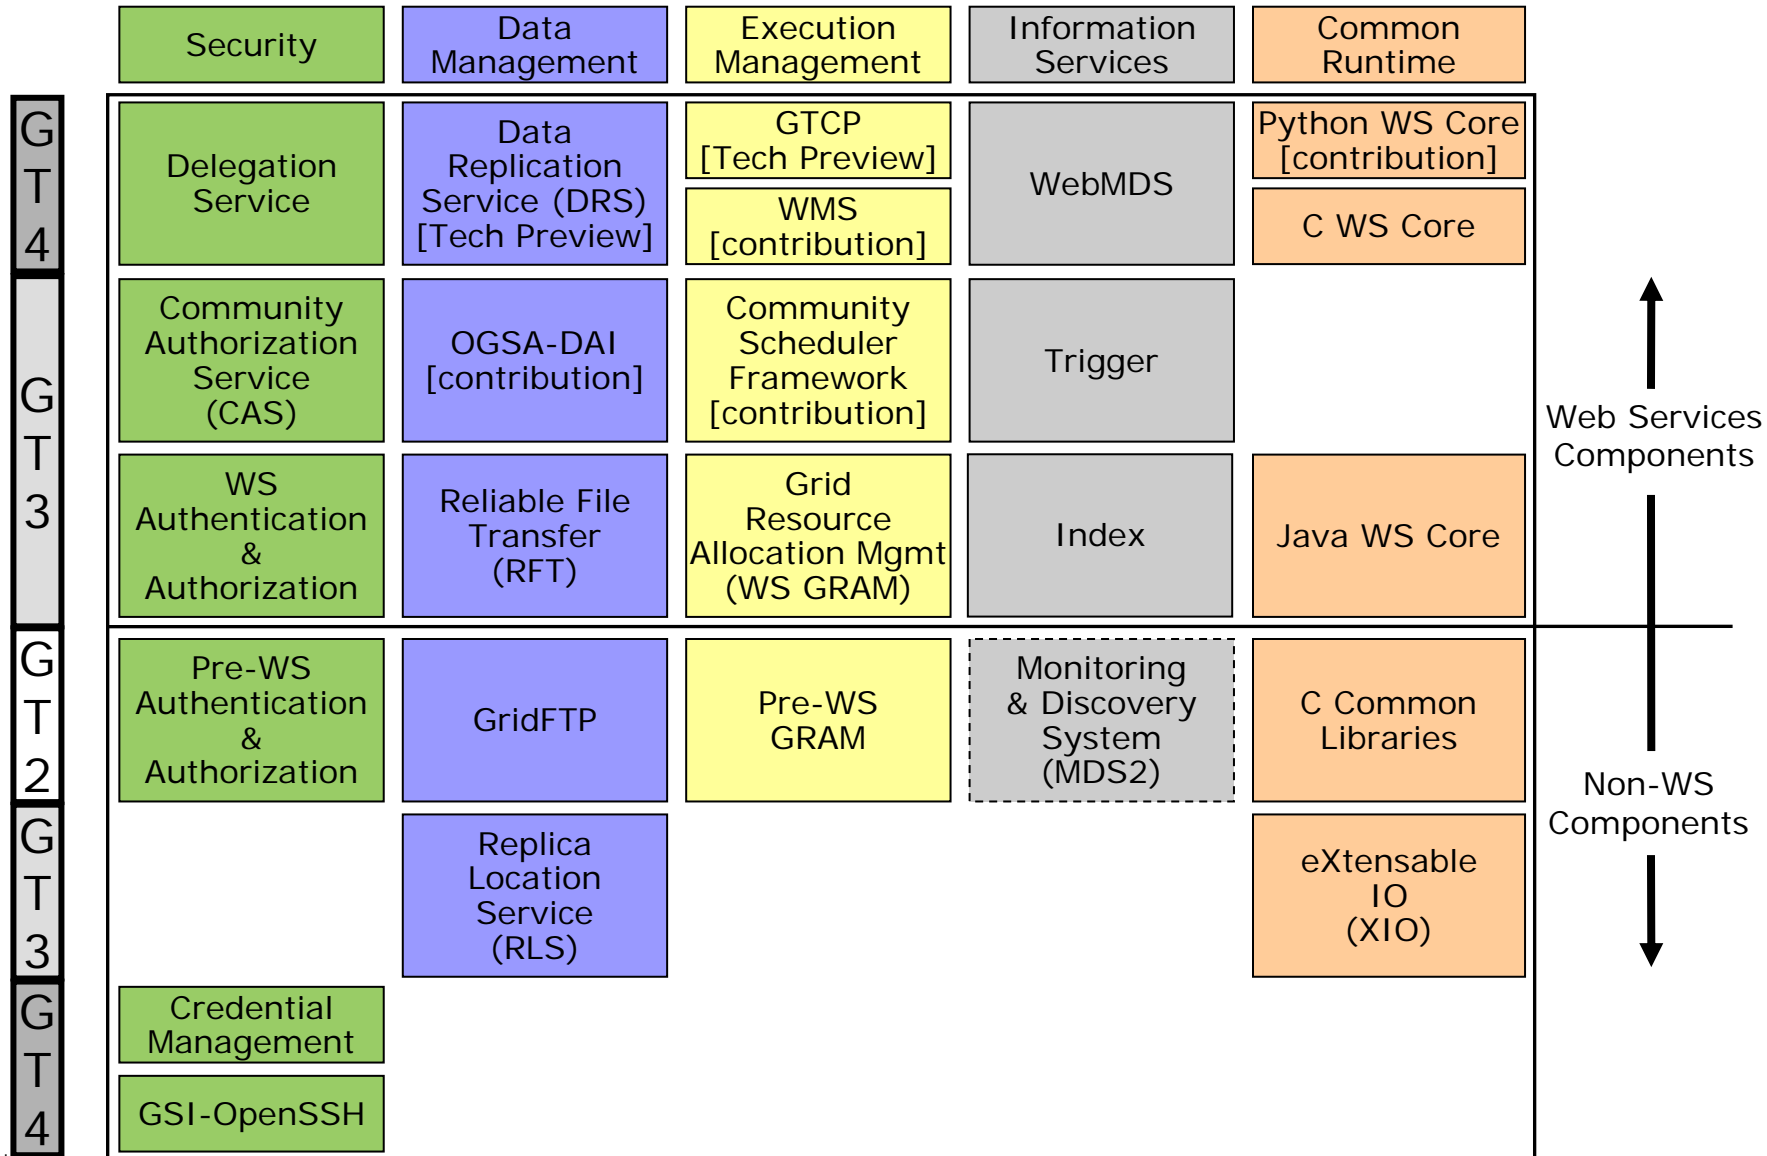 Security
Data
Management
Execution
Management
Information
Services
Common
Runtime
G
T
4
Delegation
Service
Data
Replication
Service (DRS)
[Tech Preview]
GTCP
[Tech Preview]
WMS
[contribution]
WebMDS
Python WS Core
[contribution]
C WS Core
G
T
3
Community
Authorization
Service
(CAS)
OGSA-DAI
[contribution]
Community
Scheduler
Framework
[contribution]
Trigger
WS
Authentication
&
Authorization
Reliable File
Transfer
(RFT)
Grid
Resource
Allocation Mgmt
(WS GRAM)
Index
Java WS Core
Web Services
Components
G
T
2
Pre-WS
Authentication
&
Authorization
GridFTP
Pre-WS
GRAM
Monitoring
& Discovery
System
(MDS2)
C Common
Libraries
Non-WS
Components
G
T
3
Replica
Location
Service
(RLS)
eXtensable
IO
(XIO)
G
T
4
Credential
Management
GSI-OpenSSH